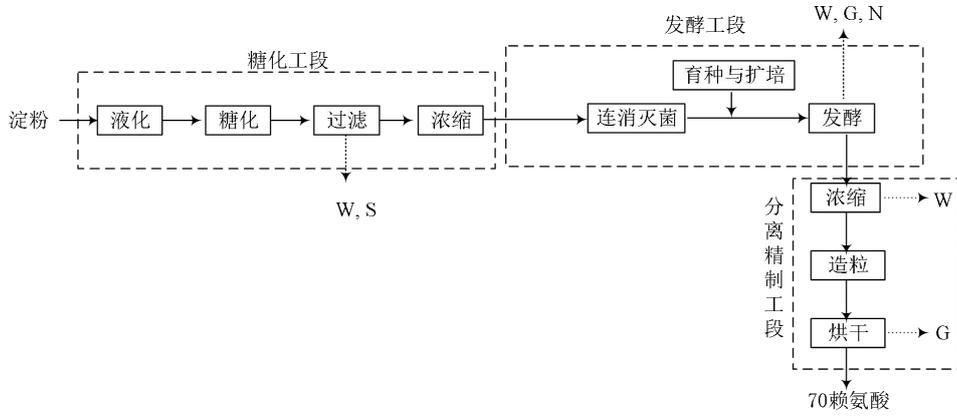 W, G, N
发酵工段
糖化工段
育种与扩培
淀粉
液化
糖化
过滤
浓缩
连消灭菌
发酵
W, S
分离精制工段
浓缩
W
造粒
烘干
G
70赖氨酸